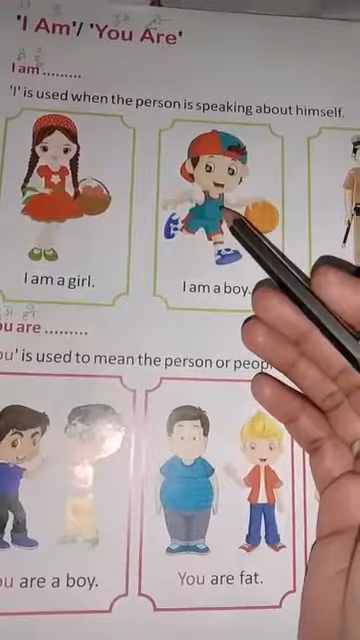 'I Am'/ 'You Are'
I am.........
'I' is used when the person is speaking about himself.
I am a girl.
I am a boy.
ou are .........
ou' is used to mean the person or peop
ou are a boy.
You are fat.